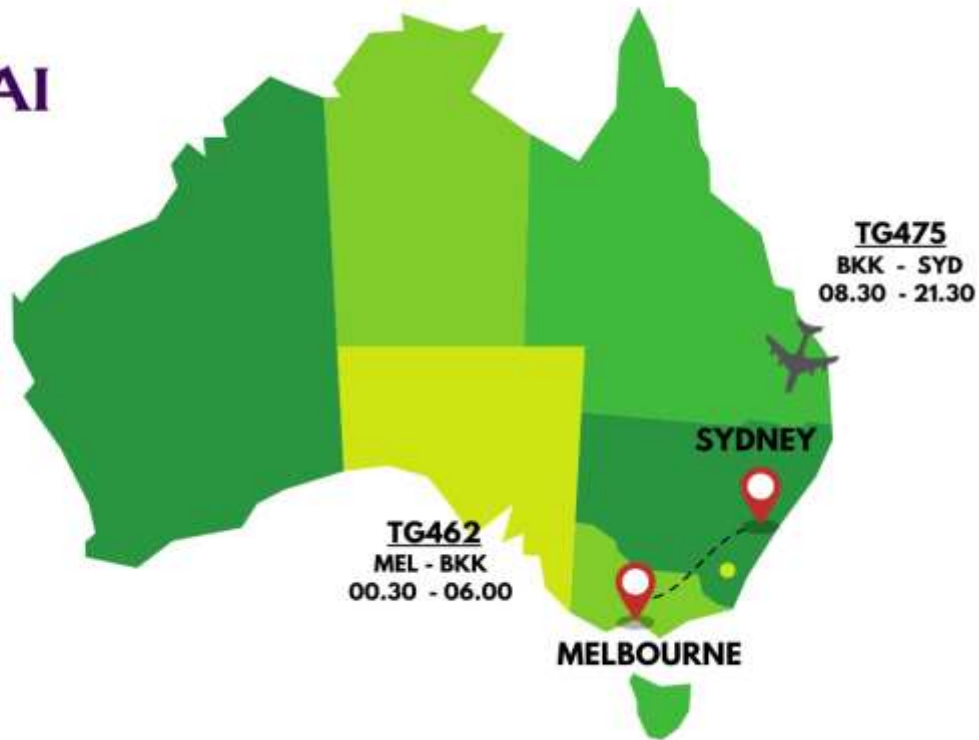 AI
TG475
BKK - SYD
08.30 - 21.30
SYDNEY
TG462
MEL - BKK
00.30 - 06.00
MELBOURNE